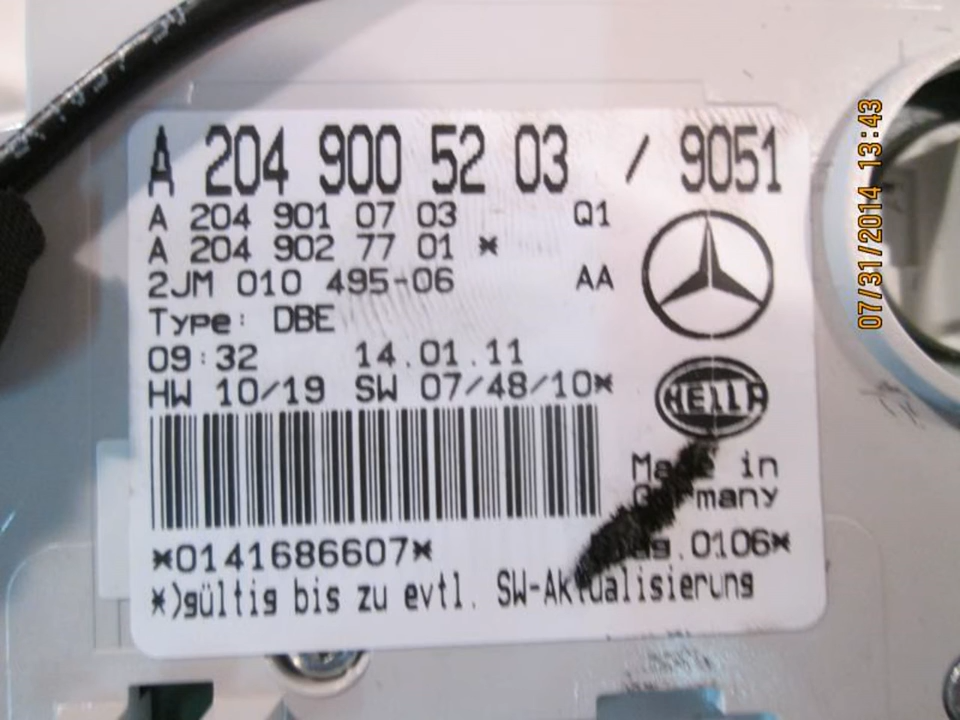 A 204 900 52 03 / 9051
A 204 901 07 03 Q1
A 204 902 77 01 *
2JM 010 495-06 AA
Type: DBE
09:32 14.01.11
HW 10/19 SW 07/48/10*
HELLA
Made in
Germany
*0141686607*
.0106*
*)gültig bis zu evtl. SW-Aktualisierung
07/31/2014 13:43